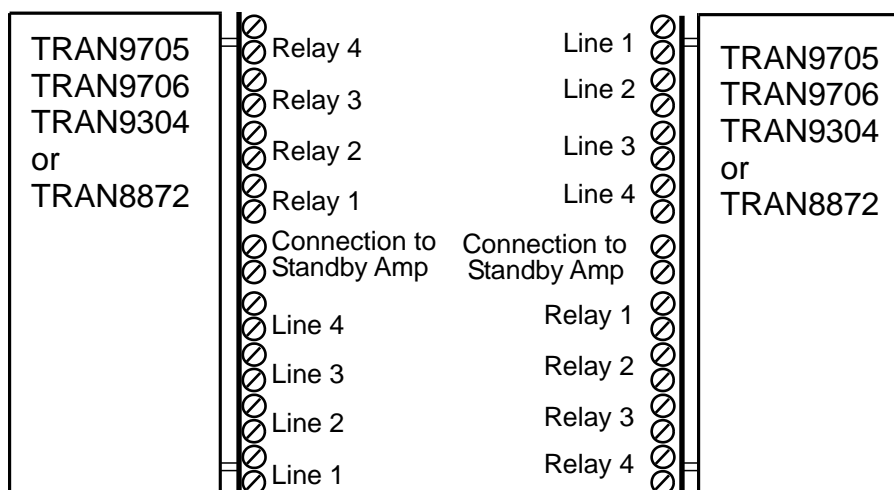 TRAN9705
TRAN9706
TRAN9304
or
TRAN8872
Relay 4
Relay 3
Relay 2
Relay 1
Connection to
Standby Amp
Line 4
Line 3
Line 2
Line 1
Line 1
Line 2
Line 3
Line 4
Connection to
Standby Amp
Relay 1
Relay 2
Relay 3
Relay 4
TRAN9705
TRAN9706
TRAN9304
or
TRAN8872